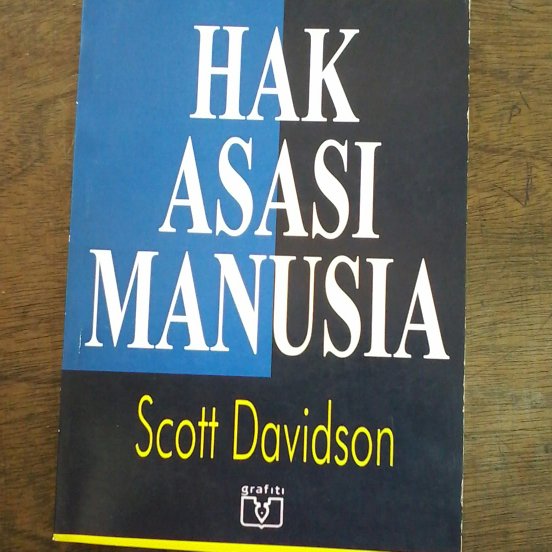 HAK
ASASI
MANUSIA
Scott Davidson
grafiti